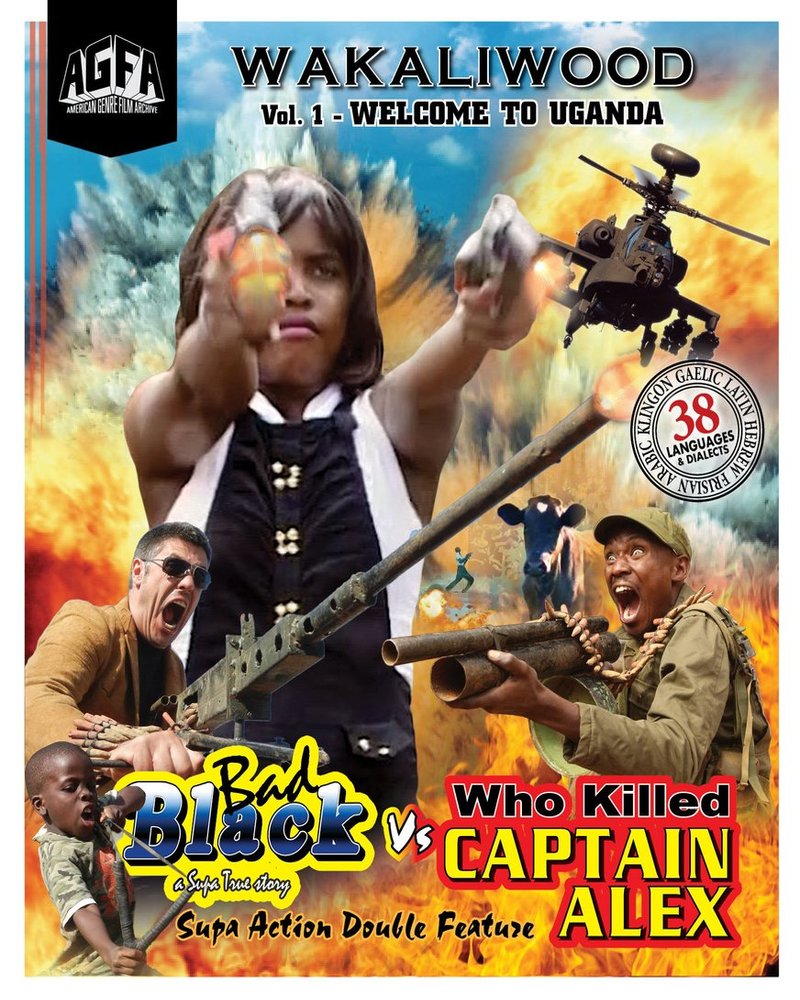 AGFA
AMERICAN GENRE FILM ARCHIVE
WAKALIWOOD
Vol. 1 - WELCOME TO UGANDA
ARABIC KLINGON GAELIC LATIN HEBREW FRISIAN
38
LANGUAGES
& DIALECTS
Bad
Black
a Supa True story
Vs
Who Killed
CAPTAIN
ALEX
Supa Action Double Feature